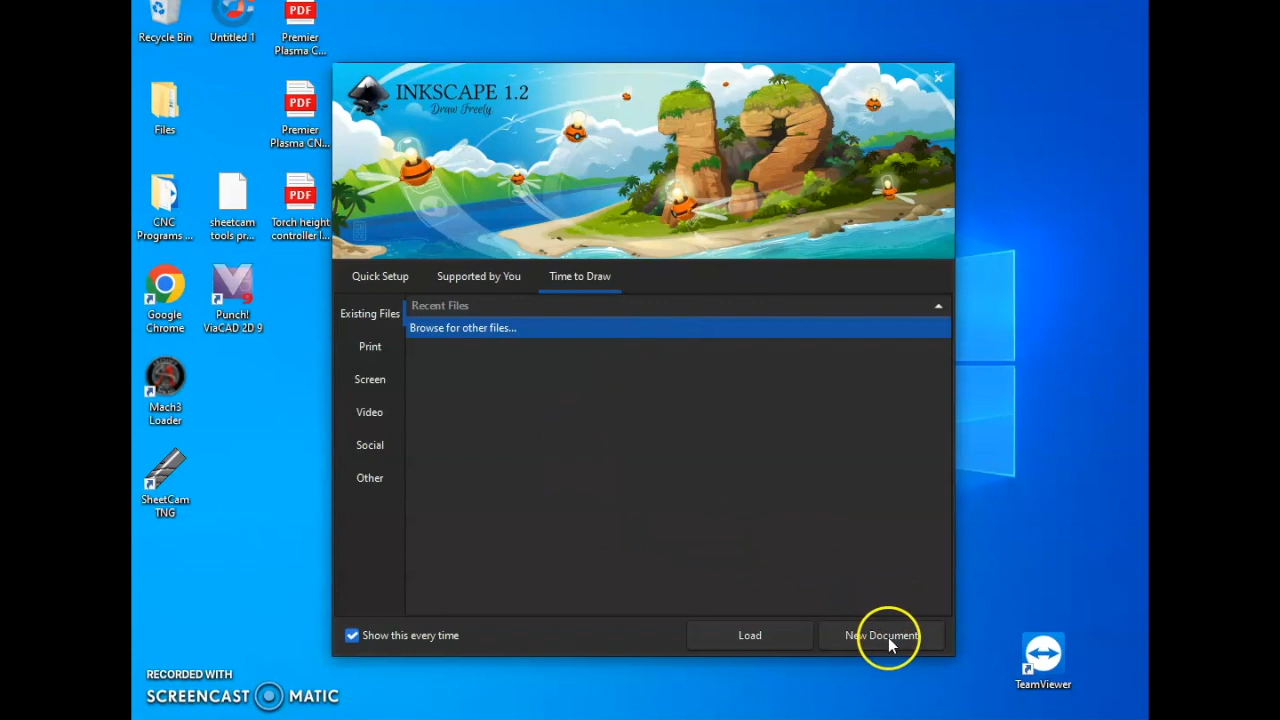 Recycle Bin
Untitled 1
PDF
Premier
Plasma C...
Files
PDF
Premier
Plasma CN...
CNC
Programs ...
sheetcam
tools pr...
PDF
Torch height
controller I...
Google
Chrome
9
Punch!
ViaCAD 2D 9
Mach3
Loader
SheetCam
TNG
INKSCAPE 1.2
Draw Freely.
12
Quick Setup
Supported by You
Time to Draw
Existing Files
Print
Screen
Video
Social
Other
Recent Files
Browse for other files...
Show this every time
Load
New Document
TeamViewer
RECORDED WITH
SCREENCAST MATIC